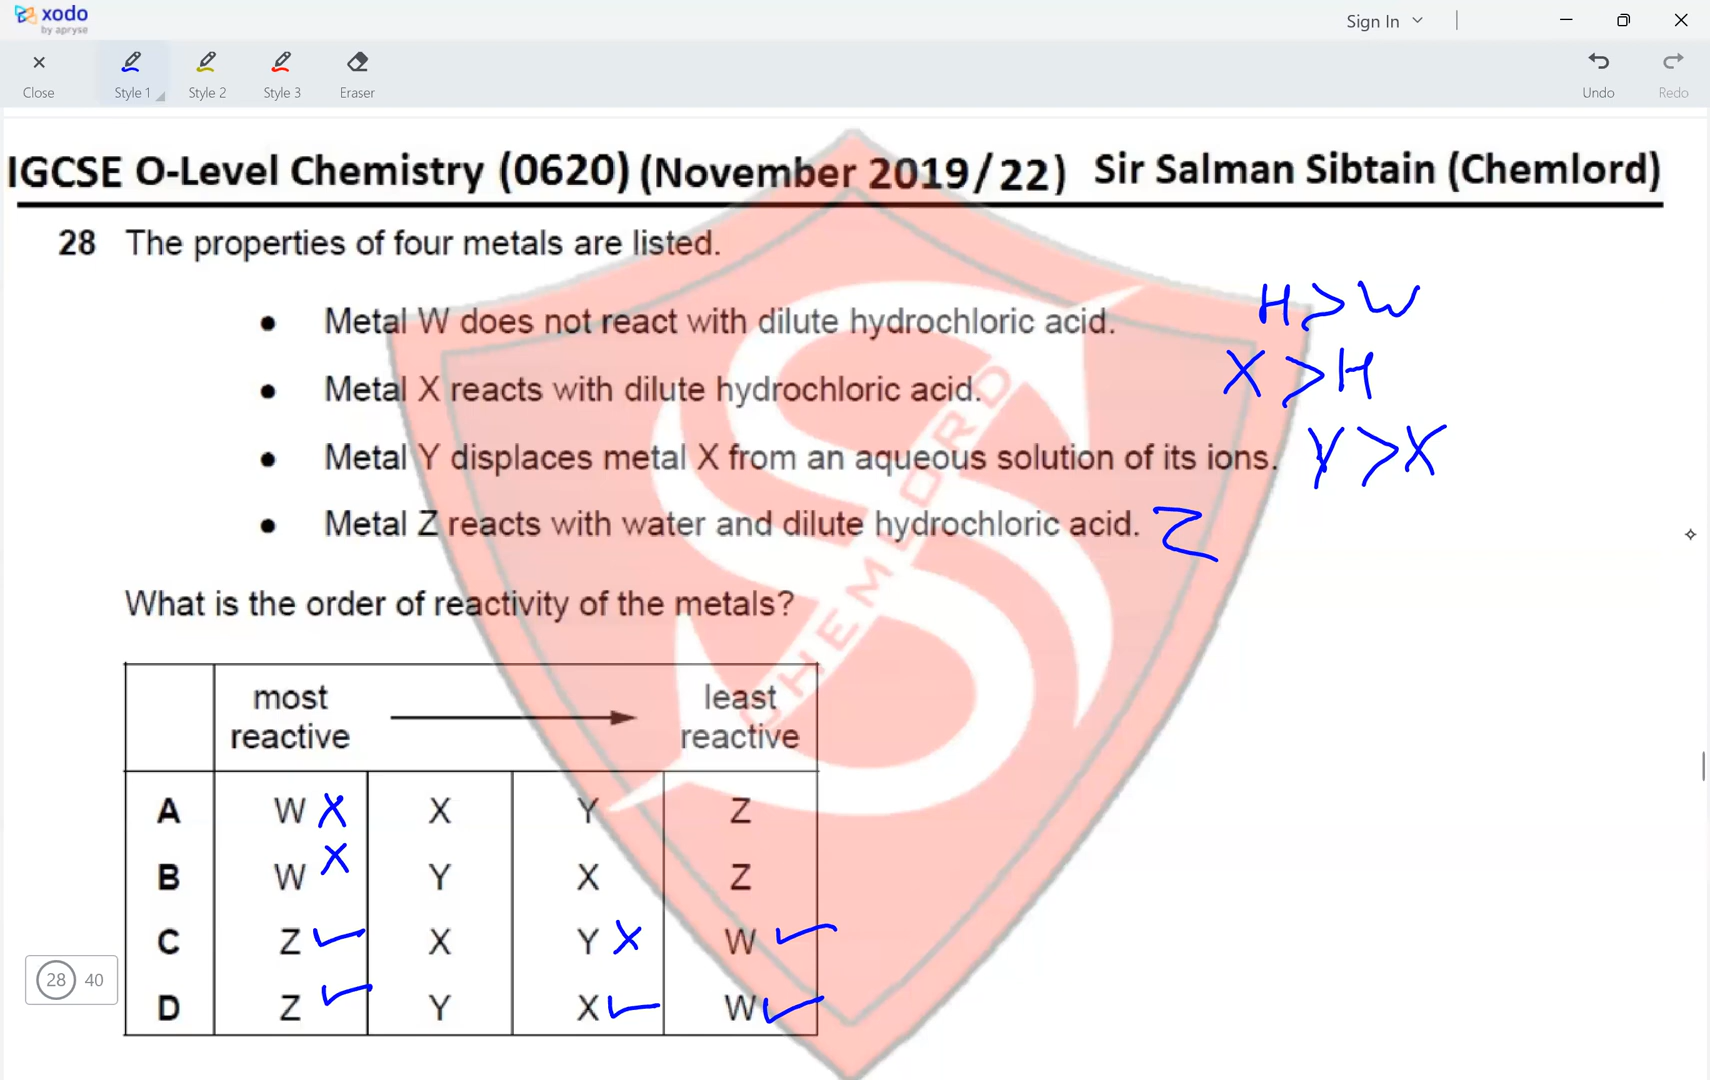 xodo
by apryse
Sign In
Close
Style 1
Style 2
Style 3
Eraser
Undo
Redo
IGCSE O-Level Chemistry (0620) (November 2019/22) Sir Salman Sibtain (Chemlord)
28 The properties of four metals are listed.
• Metal W does not react with dilute hydrochloric acid. H > W
• Metal X reacts with dilute hydrochloric acid. X > H
• Metal Y displaces metal X from an aqueous solution of its ions. Y > X
• Metal Z reacts with water and dilute hydrochloric acid. Z
CHEMLORD
What is the order of reactivity of the metals?
most reactive → least reactive
A W X X Y Z
B W X Y X Z
C Z ✓ X Y X W ✓
D Z ✓ Y X ✓ W ✓
28 40